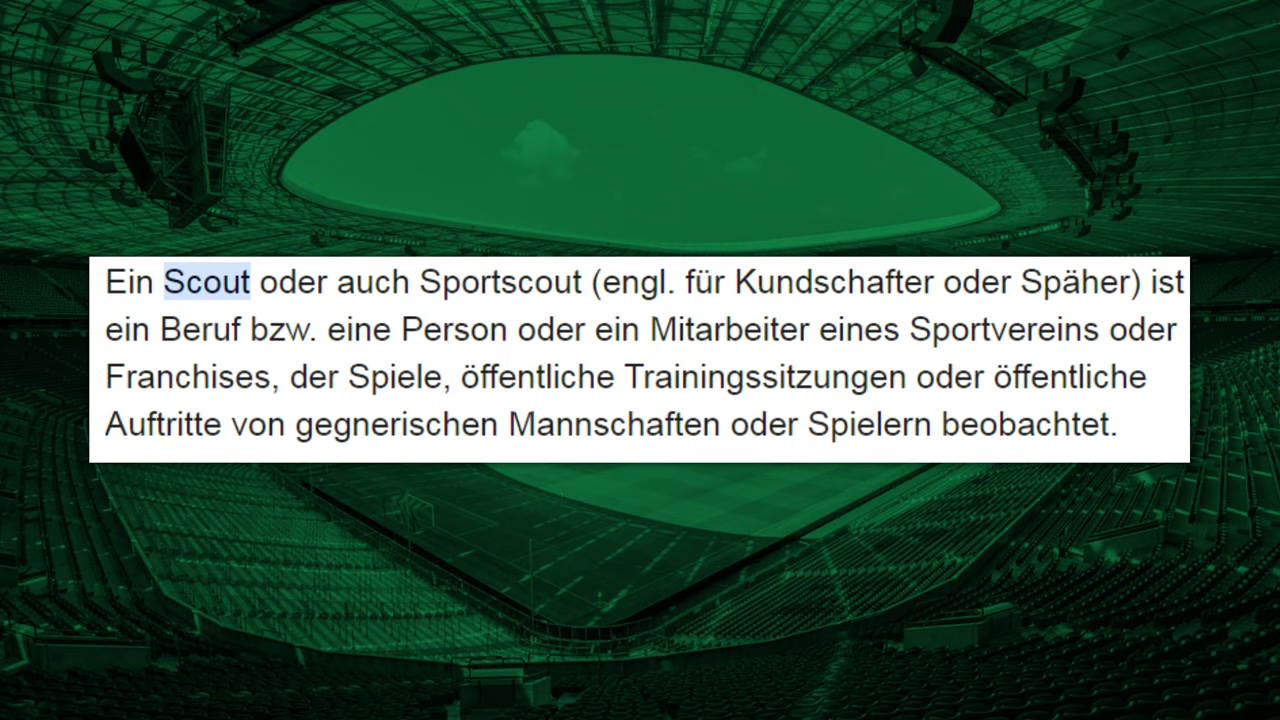 Ein Scout oder auch Sportscout (engl. für Kundschafter oder Späher) ist
ein Beruf bzw. eine Person oder ein Mitarbeiter eines Sportvereins oder
Franchises, der Spiele, öffentliche Trainingssitzungen oder öffentliche
Auftritte von gegnerischen Mannschaften oder Spielern beobachtet.